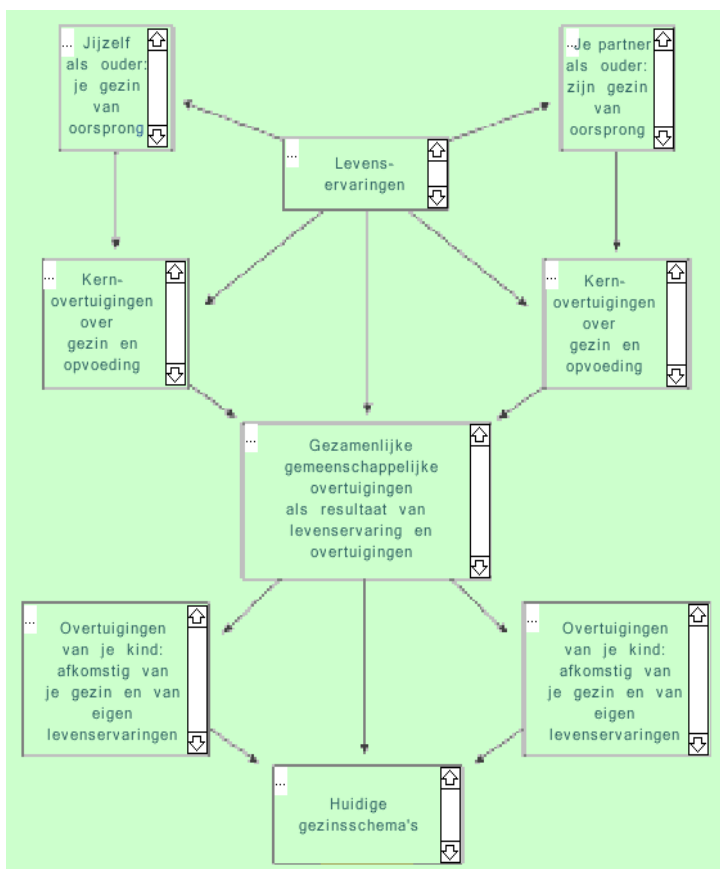 ...
Jijzelf
als ouder:
je gezin
van
oorsprong
...
Je partner
als ouder:
zijn gezin
van
oorsprong
...
Levens-
ervaringen
...
Kern-
overtuigingen
over
gezin en
opvoeding
...
Kern-
overtuigingen
over
gezin en
opvoeding
...
Gezamenlijke
gemeenschappelijke
overtuigingen
als resultaat van
levenservaring en
overtuigingen
...
Overtuigingen
van je kind:
afkomstig van
je gezin en van
eigen
levenservaringen
...
Overtuigingen
van je kind:
afkomstig van
je gezin en van
eigen
levenservaringen
...
Huidige
gezinsschema's